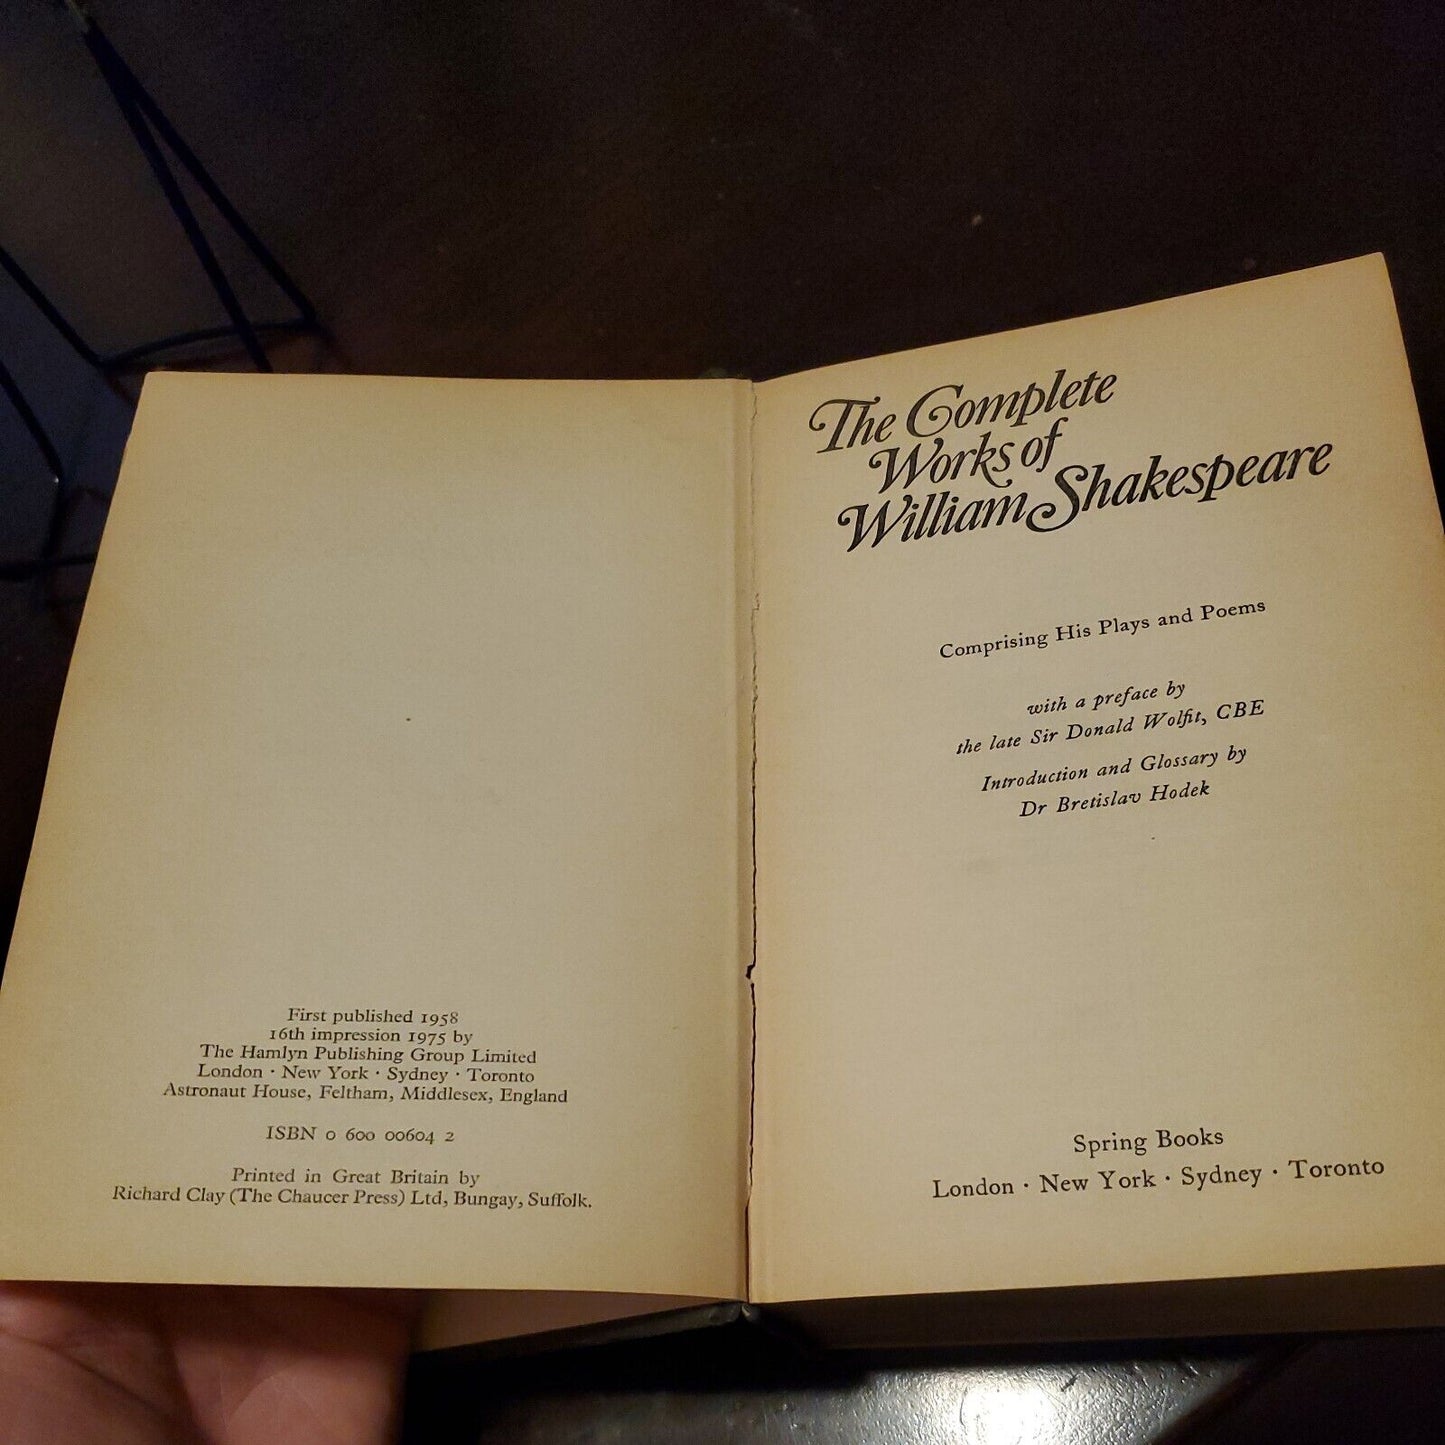 First published 1958
16th impression 1975 by
The Hamlyn Publishing Group Limited
London · New York · Sydney · Toronto
Astronaut House, Feltham, Middlesex, England
ISBN 0 600 00604 2
Printed in Great Britain by
Richard Clay (The Chaucer Press) Ltd, Bungay, Suffolk.
The Complete
Works of
William Shakespeare
Comprising His Plays and Poems
with a preface by
the late Sir Donald Wolfit, CBE
Introduction and Glossary by
Dr Bretislav Hodek
Spring Books
London · New York · Sydney · Toronto